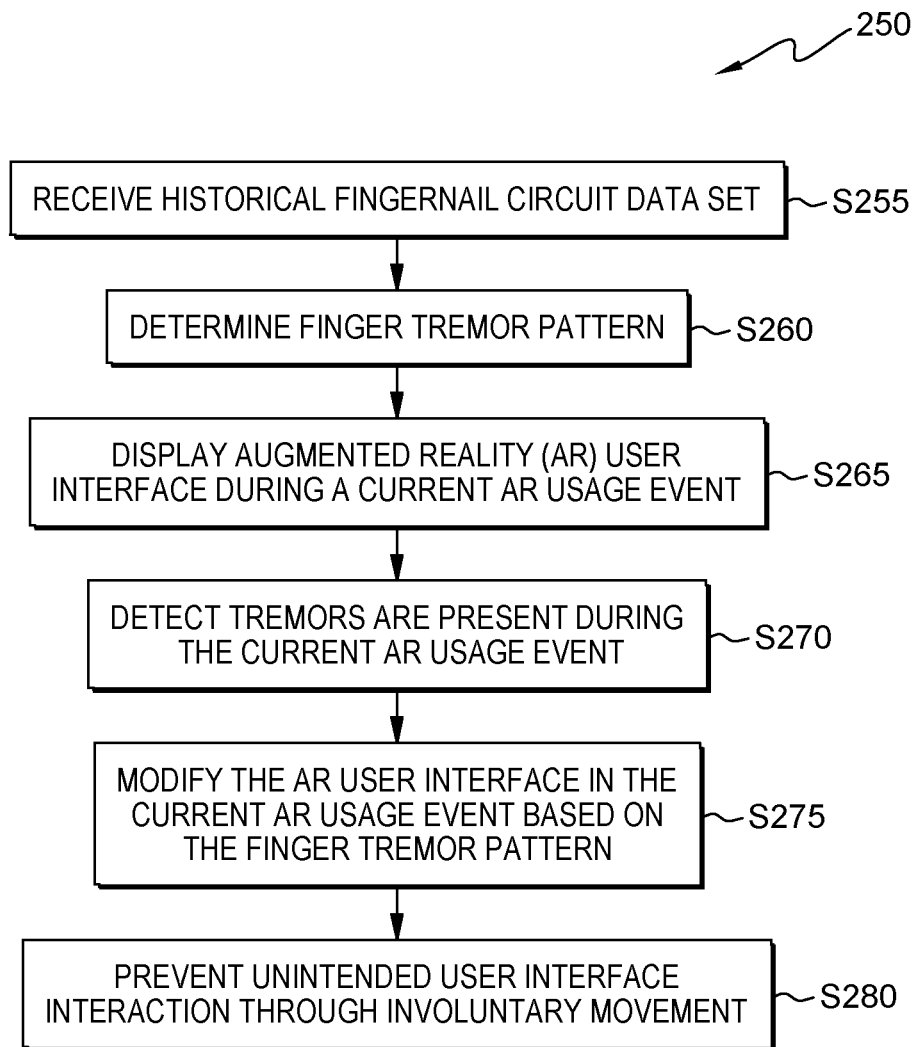 250
RECEIVE HISTORICAL FINGERNAIL CIRCUIT DATA SET
S255
DETERMINE FINGER TREMOR PATTERN
S260
DISPLAY AUGMENTED REALITY (AR) USER
INTERFACE DURING A CURRENT AR USAGE EVENT
S265
DETECT TREMORS ARE PRESENT DURING
THE CURRENT AR USAGE EVENT
S270
MODIFY THE AR USER INTERFACE IN THE
CURRENT AR USAGE EVENT BASED ON
THE FINGER TREMOR PATTERN
S275
PREVENT UNINTENDED USER INTERFACE
INTERACTION THROUGH INVOLUNTARY MOVEMENT
S280